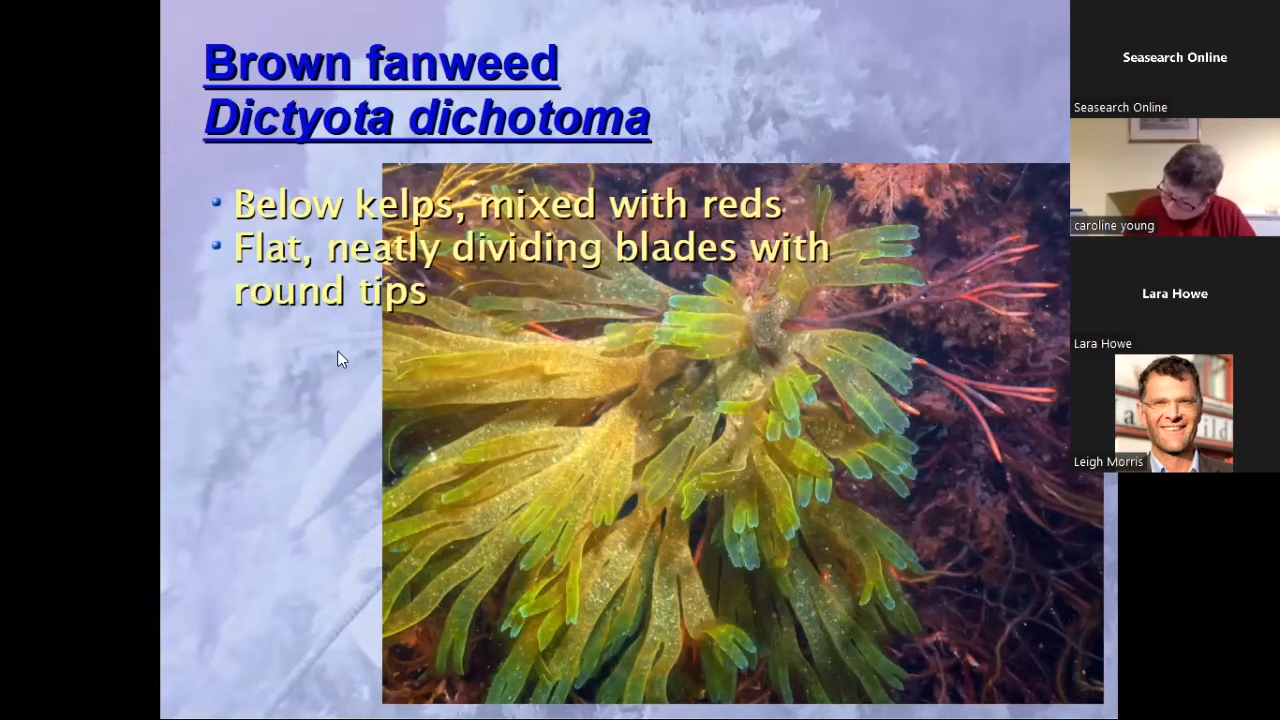 Brown fanweed
Dictyota dichotoma
• Below kelps, mixed with reds
• Flat, neatly dividing blades with
round tips
Seasearch Online
Seasearch Online
caroline young
Lara Howe
Lara Howe
Leigh Morris